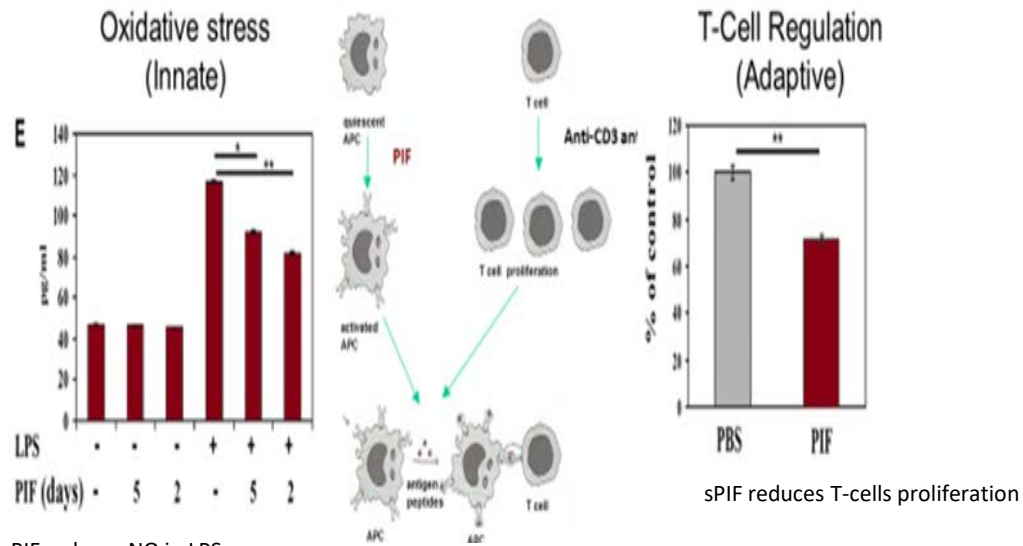 Oxidative stress
(Innate)
E
140
120
100
80
60
40
20
0
pg/ml
*
**
LPS - - - + + +
PIF (days) - 5 2 - 5 2
quiescent
APC
PIF
activated
APC
T cell
Anti-CD3
T cell proliferation
antigen
peptides
APC
APC
T cell
T-Cell Regulation
(Adaptive)
120
100
80
60
40
20
0
% of control
**
PBS PIF
sPIF reduces T-cells proliferation